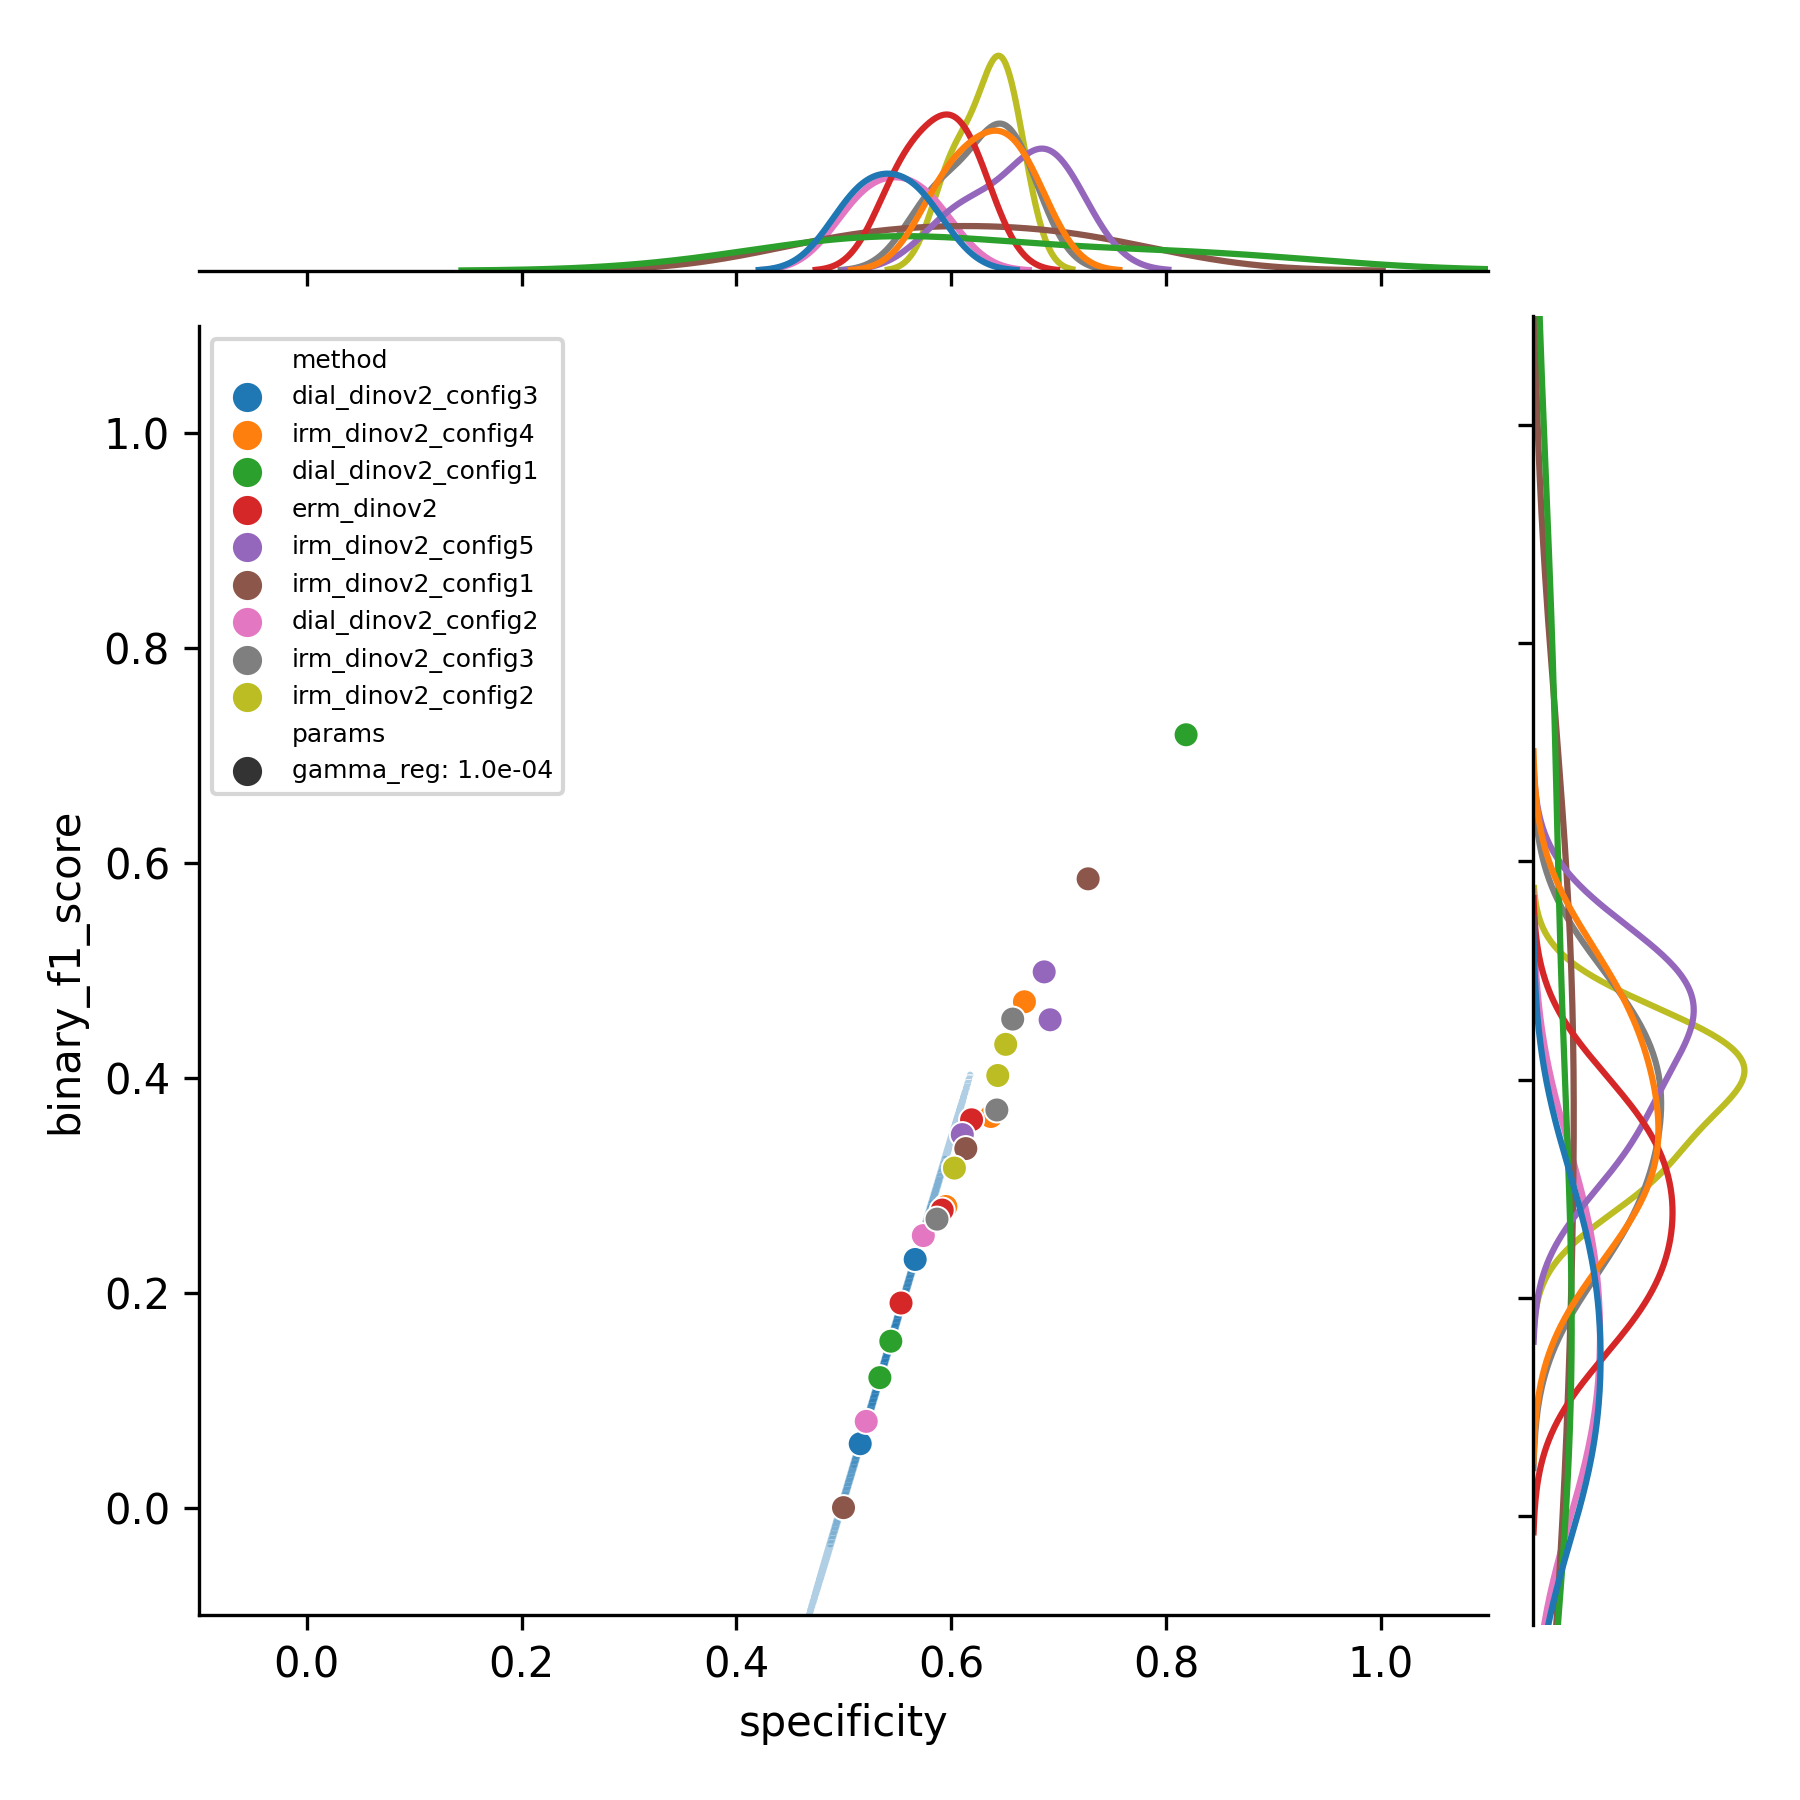 method
dial_dinov2_config3
irm_dinov2_config4
dial_dinov2_config1
erm_dinov2
irm_dinov2_config5
irm_dinov2_config1
dial_dinov2_config2
irm_dinov2_config3
irm_dinov2_config2
params
gamma_reg: 1.0e-04
binary_f1_score
1.0
0.8
0.6
0.4
0.2
0.0
0.0 0.2 0.4 0.6 0.8 1.0
specificity